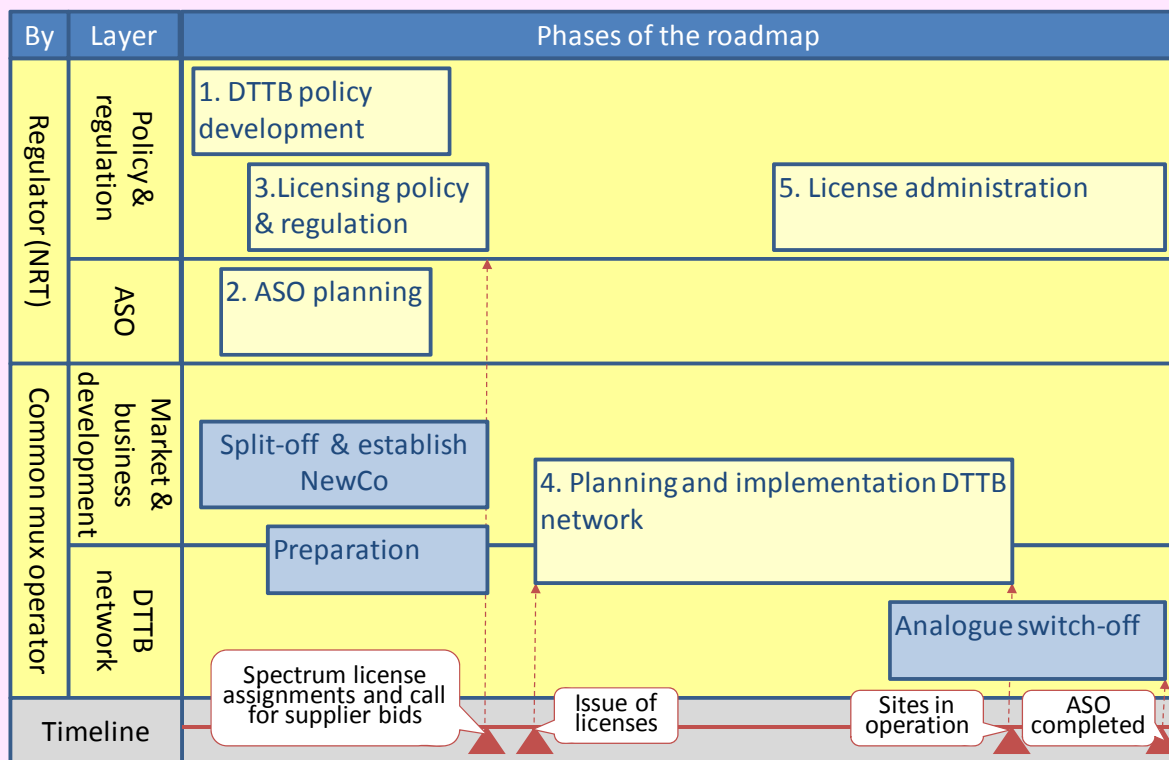 By
Layer
Phases of the roadmap
Regulator (NRT)
Policy &
regulation
1. DTTB policy
development
3.Licensing policy
& regulation
5. License administration
ASO
2. ASO planning
Common mux operator
Market &
business
development
Split-off & establish
NewCo
4. Planning and implementation DTTB
network
Preparation
DTTB
network
Analogue switch-off
Timeline
Spectrum license
assignments and call
for supplier bids
Issue of
licenses
Sites in
operation
ASO
completed